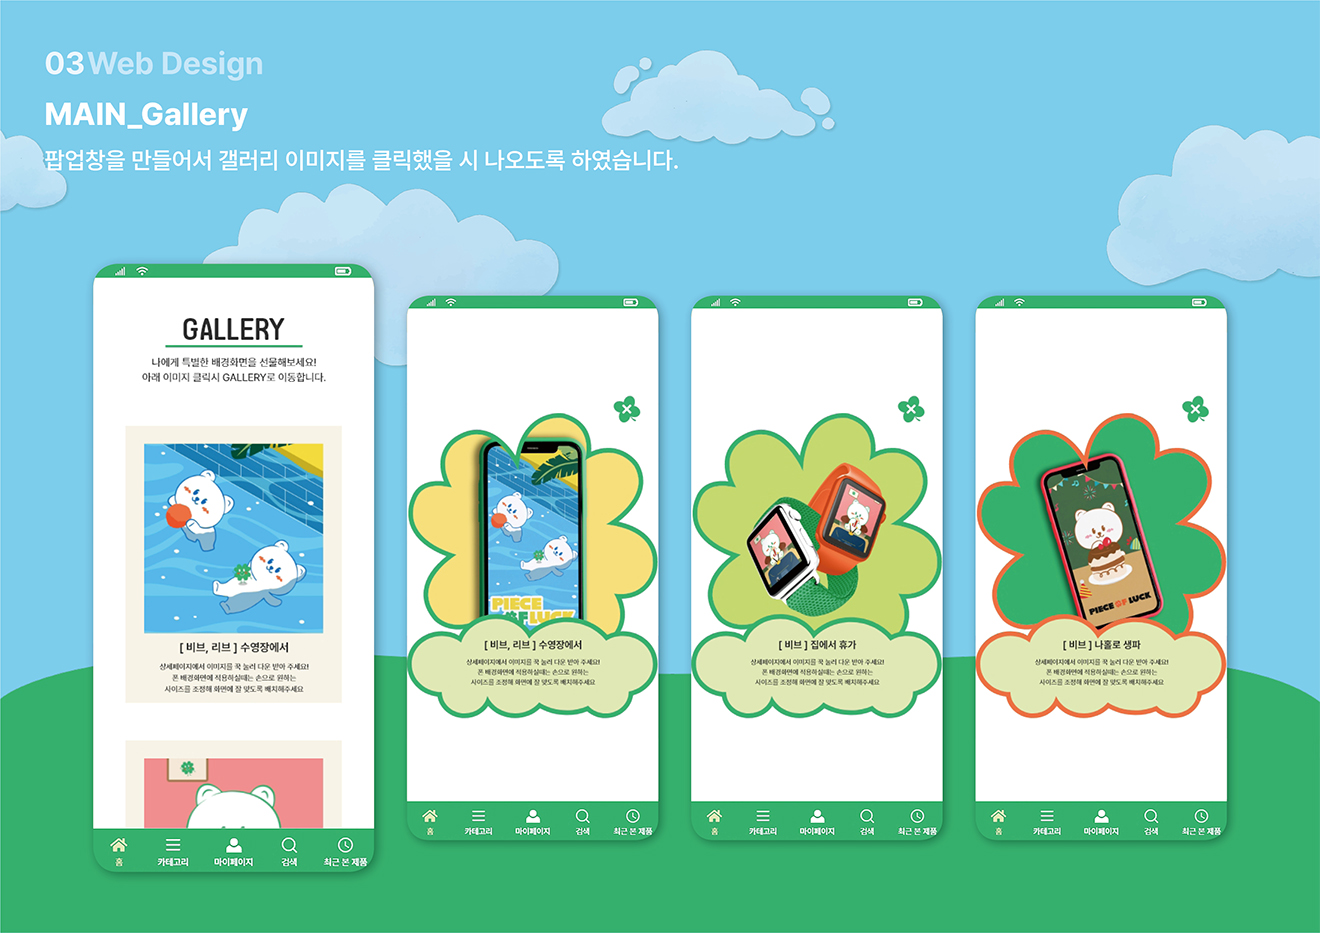 03 Web Design
MAIN_Gallery
팝업창을 만들어서 갤러리 이미지를 클릭했을 시 나오도록 하였습니다.
GALLERY
나에게 특별한 배경화면을 선물해보세요!
아래 이미지 클릭시 GALLERY로 이동합니다.
[ 비브, 리브 ] 수영장에서
상세페이지에서 이미지를 꾹 눌러 다운 받아 주세요!
폰 배경화면에 적용하실때는 손으로 원하는
사이즈를 조정해 화면에 잘 맞도록 배치해주세요
홈 카테고리 마이페이지 검색 최근 본 제품
PIECE
OF LUCK
[ 비브, 리브 ] 수영장에서
상세페이지에서 이미지를 꾹 눌러 다운 받아 주세요!
폰 배경화면에 적용하실때는 손으로 원하는
사이즈를 조정해 화면에 잘 맞도록 배치해주세요
홈 카테고리 마이페이지 검색 최근 본 제품
[ 비브 ] 집에서 휴가
상세페이지에서 이미지를 꾹 눌러 다운 받아 주세요!
폰 배경화면에 적용하실때는 손으로 원하는
사이즈를 조정해 화면에 잘 맞도록 배치해주세요
홈 카테고리 마이페이지 검색 최근 본 제품
PIECE OF LUCK
[ 비브 ] 나홀로 생파
상세페이지에서 이미지를 꾹 눌러 다운 받아 주세요!
폰 배경화면에 적용하실때는 손으로 원하는
사이즈를 조정해 화면에 잘 맞도록 배치해주세요
홈 카테고리 마이페이지 검색 최근 본 제품